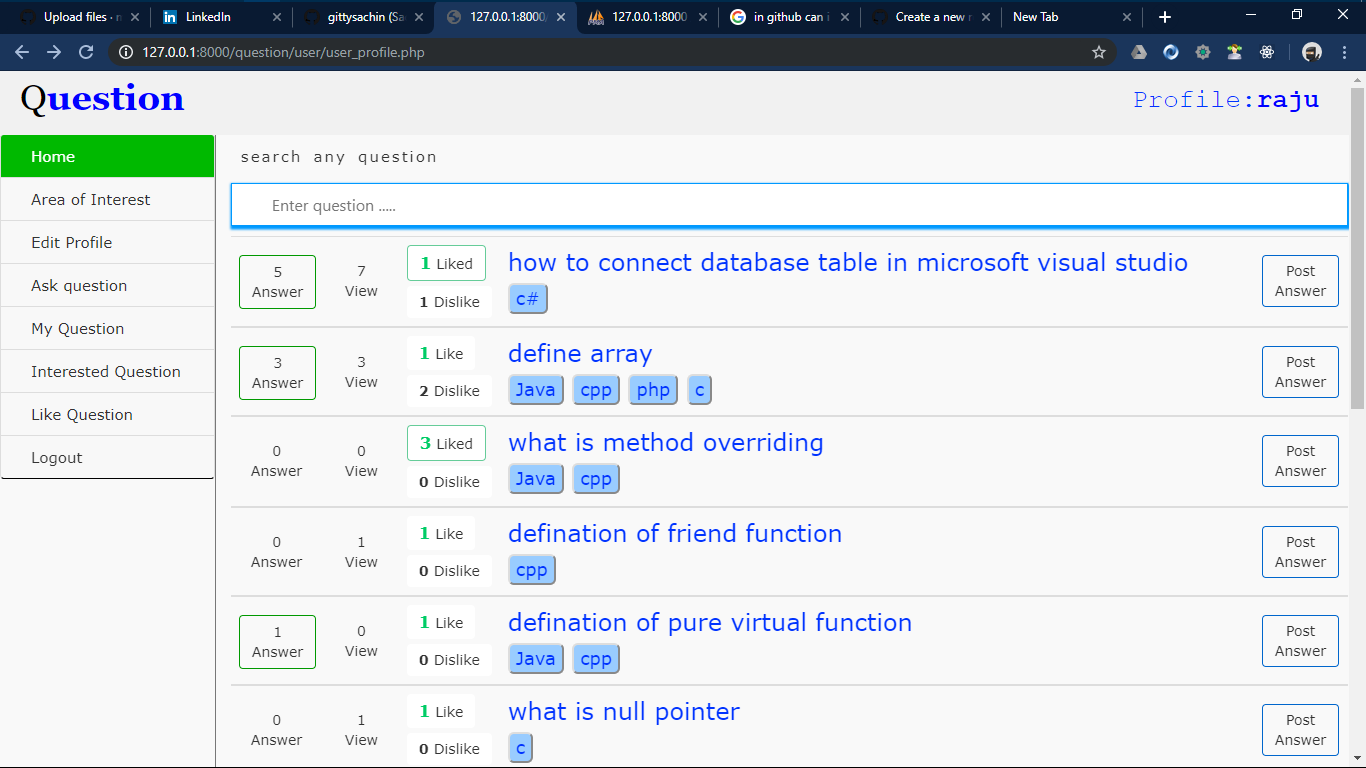 Upload files · m
LinkedIn
gittysachin (Sa
127.0.0.1:8000/
127.0.0.1:8000
in github can i
Create a new r
New Tab
127.0.0.1:8000/question/user/user_profile.php
Question
Profile:raju
Home
Area of Interest
Edit Profile
Ask question
My Question
Interested Question
Like Question
Logout
search any question
Enter question .....
5 Answer
7 View
1 Liked
1 Dislike
how to connect database table in microsoft visual studio
c#
Post Answer
3 Answer
3 View
1 Like
2 Dislike
define array
Java cpp php c
Post Answer
0 Answer
0 View
3 Liked
0 Dislike
what is method overriding
Java cpp
Post Answer
0 Answer
1 View
1 Like
0 Dislike
defination of friend function
cpp
Post Answer
1 Answer
0 View
1 Like
0 Dislike
defination of pure virtual function
Java cpp
Post Answer
0 Answer
1 View
1 Like
0 Dislike
what is null pointer
c
Post Answer